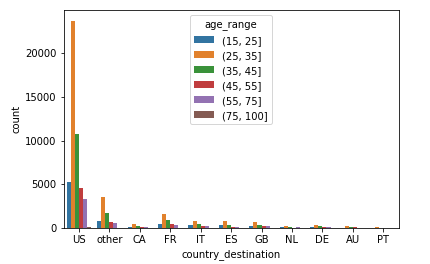 age_range
(15, 25]
(25, 35]
(35, 45]
(45, 55]
(55, 75]
(75, 100]
20000
15000
10000
5000
0
count
US other CA FR IT ES GB NL DE AU PT
country_destination